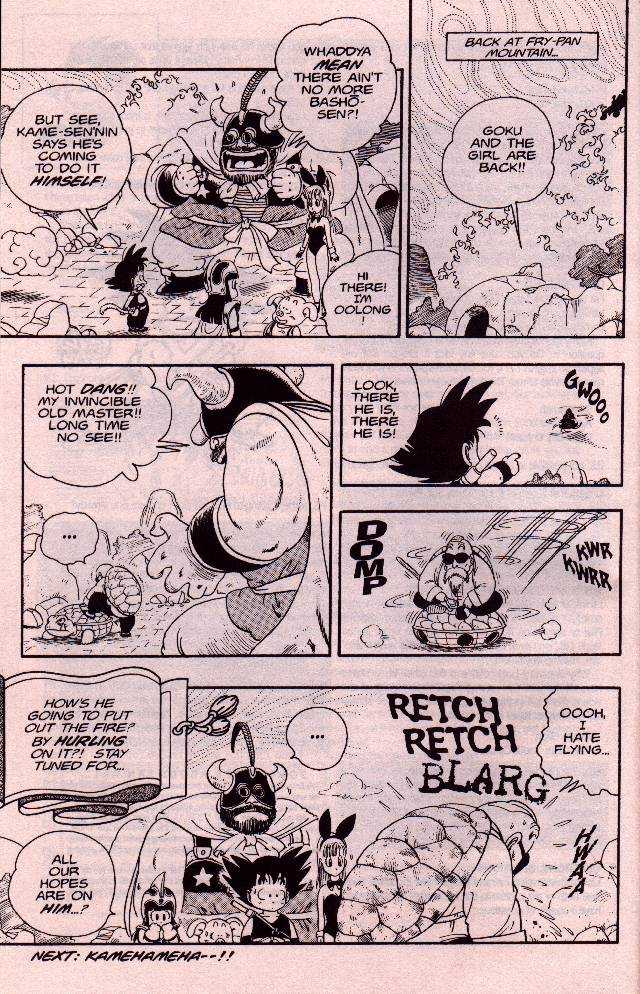 BACK AT FRY-PAN
MOUNTAIN...
GOKU
AND THE
GIRL ARE
BACK!!
WHADDYA
MEAN
THERE AIN'T
NO MORE
BASHŌ-
SEN?!
BUT SEE,
KAME-SEN'NIN
SAYS HE'S
COMING
TO DO IT
HIMSELF!
HI
THERE!
I'M
OOLONG
!
LOOK,
THERE
HE IS,
THERE
HE IS!
GWOOO
HOT DANG!!
MY INVINCIBLE
OLD MASTER!!
LONG TIME
NO SEE!!
...
DOMP
KWR
KWRR
HOW'S HE
GOING TO PUT
OUT THE FIRE?
BY HURLING
ON IT?! STAY
TUNED FOR...
...
RETCH
RETCH
BLARG
OOOH,
I
HATE
FLYING...
HWAA
ALL
OUR
HOPES
ARE ON
HIM...?
NEXT: KAMEHAMEHA--!!